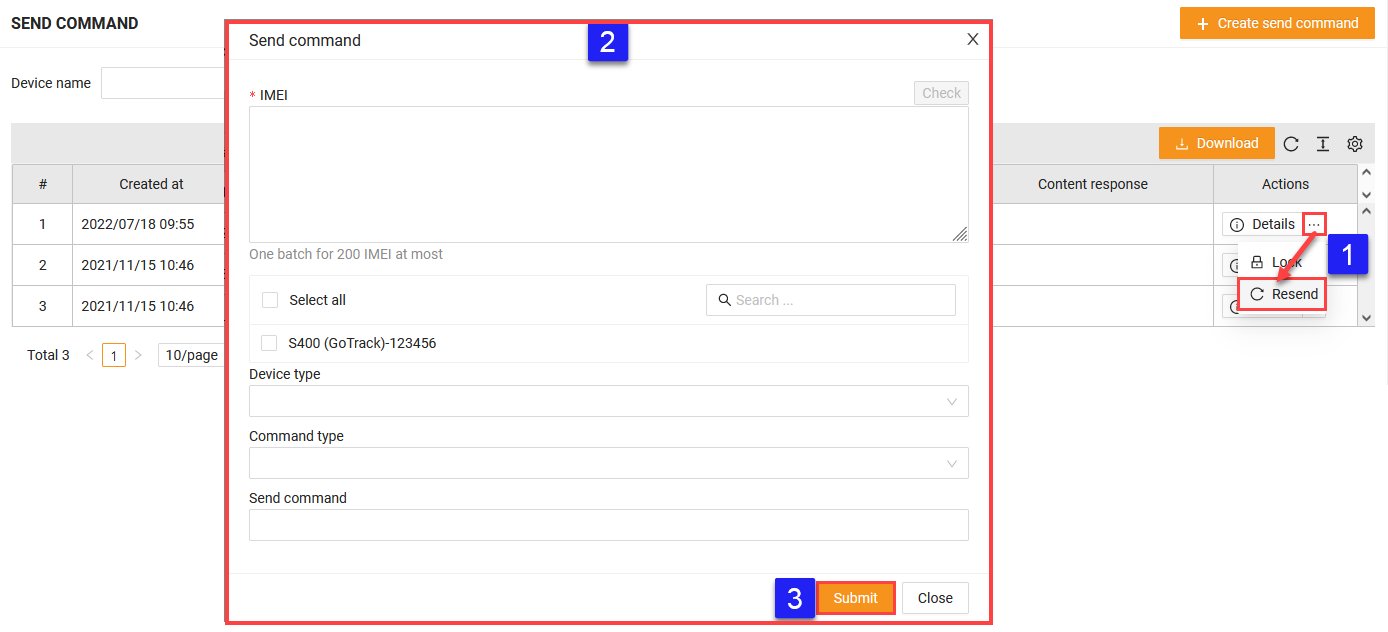 SEND COMMAND
+ Create send command
Device name
Send command
2
* IMEI
Check
One batch for 200 IMEI at most
Select all
Search ...
S400 (GoTrack)-123456
Device type
Command type
Send command
3
Submit
Close
Download
# Created at Content response Actions
1 2022/07/18 09:55 Details ...
2 2021/11/15 10:46
3 2021/11/15 10:46
Lock
1
Resend
Total 3 < 1 > 10/page